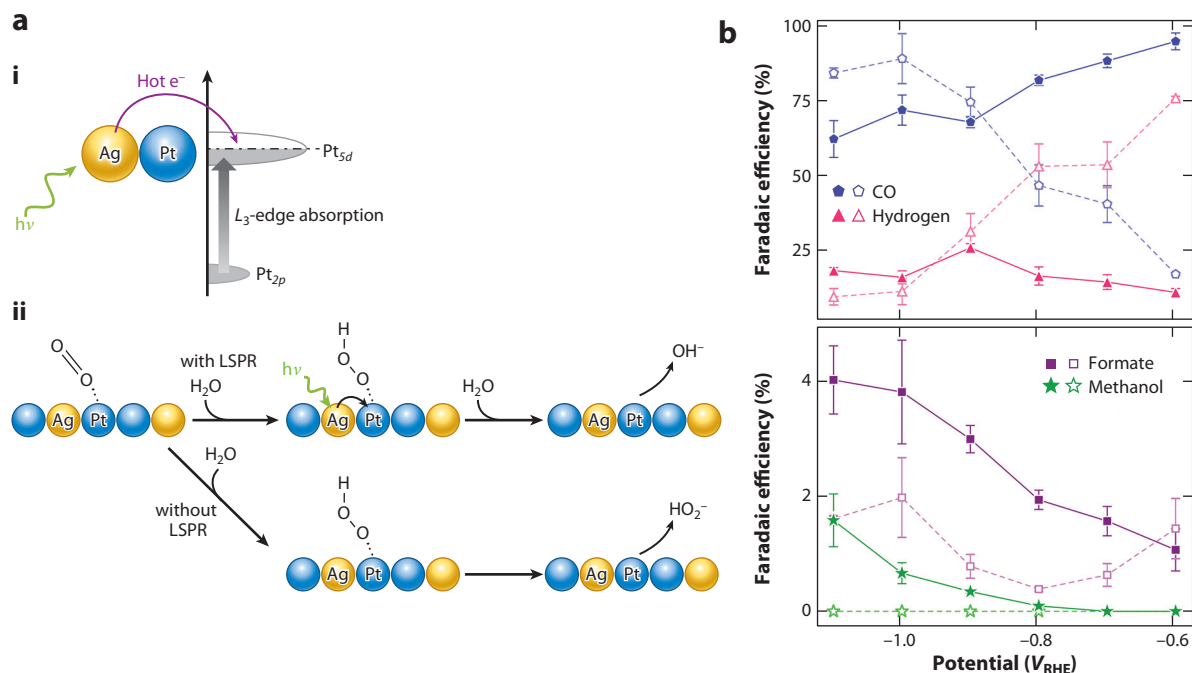 a
i
Hot e⁻
Ag
Pt
Pt5d
hν
L3-edge absorption
Pt2p
ii
O
O
Ag
Pt
with LSPR
H2O
without
LSPR
H2O
hν
H
O
O
Ag
Pt
H2O
OH⁻
Ag
Pt
H
O
O
Ag
Pt
HO2⁻
Ag
Pt
b
Faradaic efficiency (%)
100
75
50
25
CO
Hydrogen
Faradaic efficiency (%)
4
2
0
Formate
Methanol
−1.0
−0.8
−0.6
Potential (VRHE)